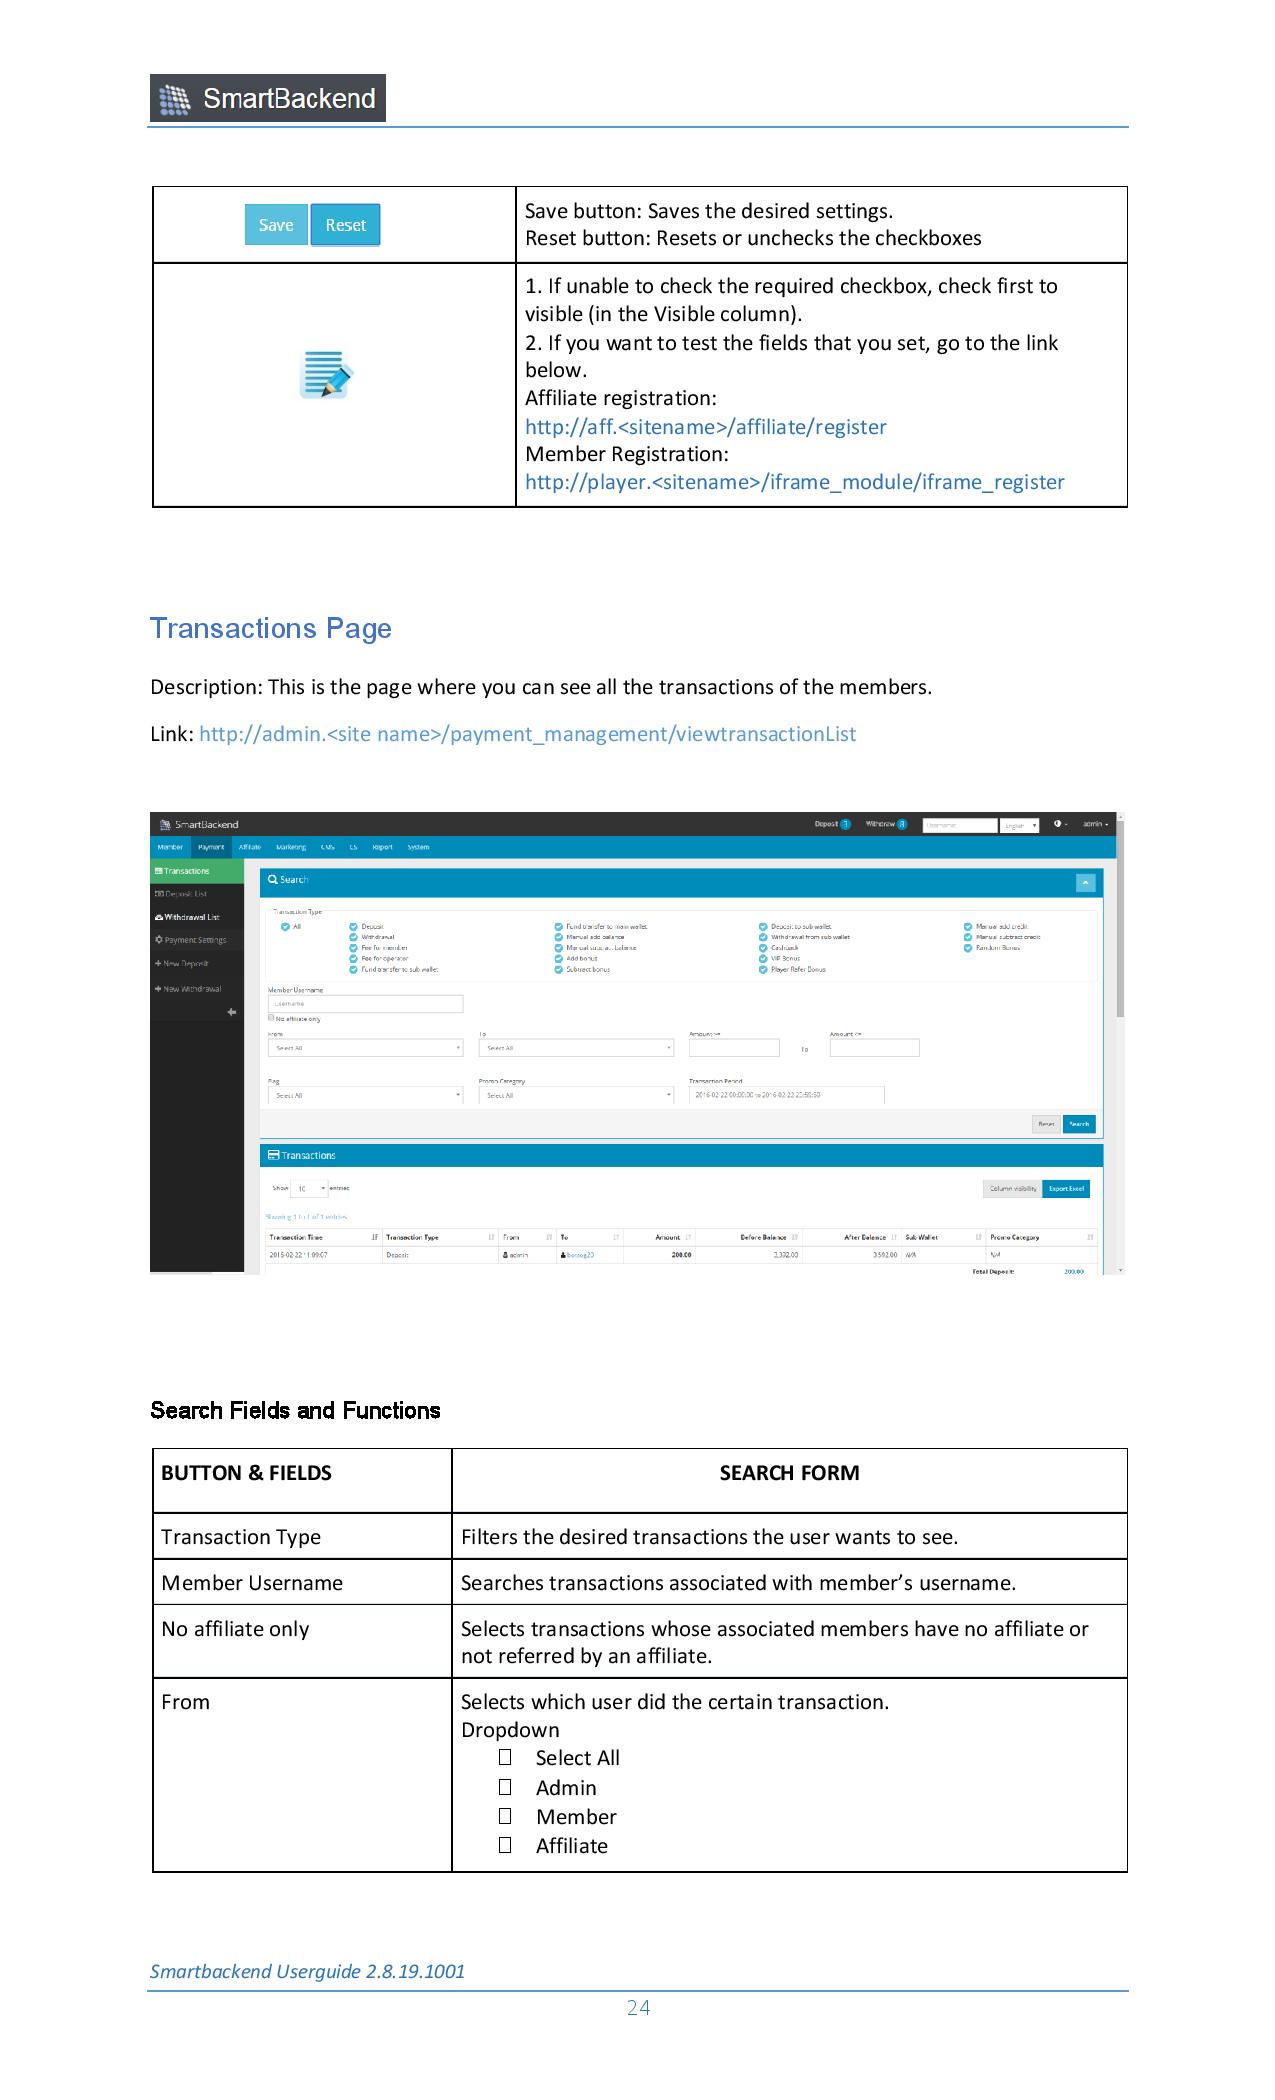 SmartBackend
Save Reset
Save button: Saves the desired settings.
Reset button: Resets or unchecks the checkboxes
1. If unable to check the required checkbox, check first to
visible (in the Visible column).
2. If you want to test the fields that you set, go to the link
below.
Affiliate registration:
http://aff.<sitename>/affiliate/register
Member Registration:
http://player.<sitename>/iframe_module/iframe_register
Transactions Page
Description: This is the page where you can see all the transactions of the members.
Link: http://admin.<site name>/payment_management/viewtransactionList
SmartBackend Deposit Withdraw Username English admin
Member Payment Affiliate Marketing CMS CS Report System
Transactions
Deposit List
Withdrawal List
Payment Settings
New Deposit
New Withdrawal
Search
Transaction Type
All Deposit Fund transfer to main wallet Deposit to sub wallet Manual add credit
Withdrawal Manual add balance Withdrawal from sub wallet Manual subtract credit
Fee for member Manual subtract balance Cashback Random Bonus
Fee for operator Add bonus VIP Bonus
Fund transfer to sub wallet Subtract bonus Player Refer Bonus
Member Username
Username
No affiliate only
From To Amount >= Amount <=
Select All Select All To
Flag Promo Category Transaction Period
Select All Select All 2016-02-22 00:00:00 to 2016-02-22 23:59:59
Reset Search
Transactions
Show 10 entries Column visibility Export Excel
Showing 1 to 1 of 1 entries
Transaction Time Transaction Type From To Amount Before Balance After Balance Sub Wallet Promo Category
2016-02-22 11:09:07 Deposit admin 200.00 3,392.00 3,592.00 N/A N/A
Total Deposit: 200.00
Search Fields and Functions
BUTTON & FIELDS SEARCH FORM
Transaction Type Filters the desired transactions the user wants to see.
Member Username Searches transactions associated with member’s username.
No affiliate only Selects transactions whose associated members have no affiliate or
not referred by an affiliate.
From Selects which user did the certain transaction.
Dropdown
Select All
Admin
Member
Affiliate
Smartbackend Userguide 2.8.19.1001
24